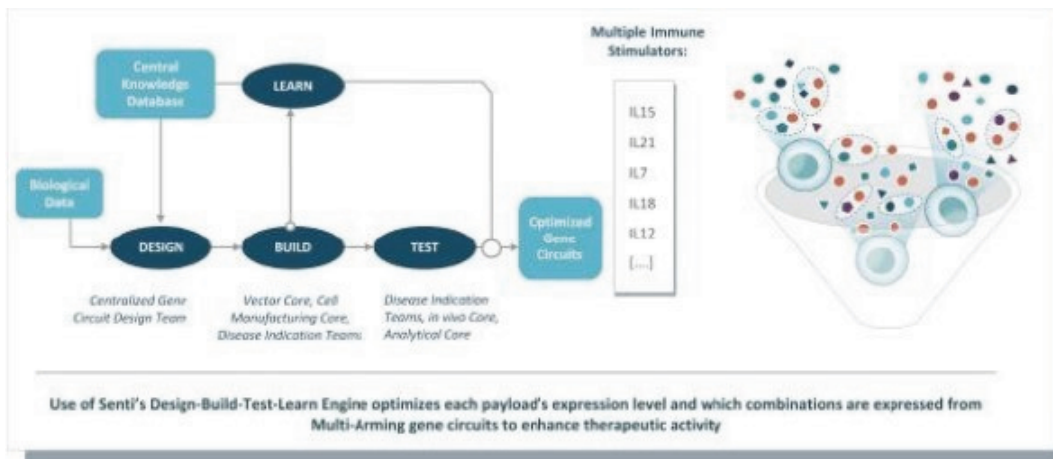 Central
Knowledge
Database
LEARN
Biological
Data
DESIGN
BUILD
TEST
Optimized
Gene
Circuits
Centralized Gene
Circuit Design Team
Vector Core, Cell
Manufacturing Core,
Disease Indication Teams
Disease Indication
Teams, in vivo Core,
Analytical Core
Multiple Immune
Stimulators:
IL15
IL21
IL7
IL18
IL12
[....]
Use of Senti's Design-Build-Test-Learn Engine optimizes each payload's expression level and which combinations are expressed from
Multi-Arming gene circuits to enhance therapeutic activity